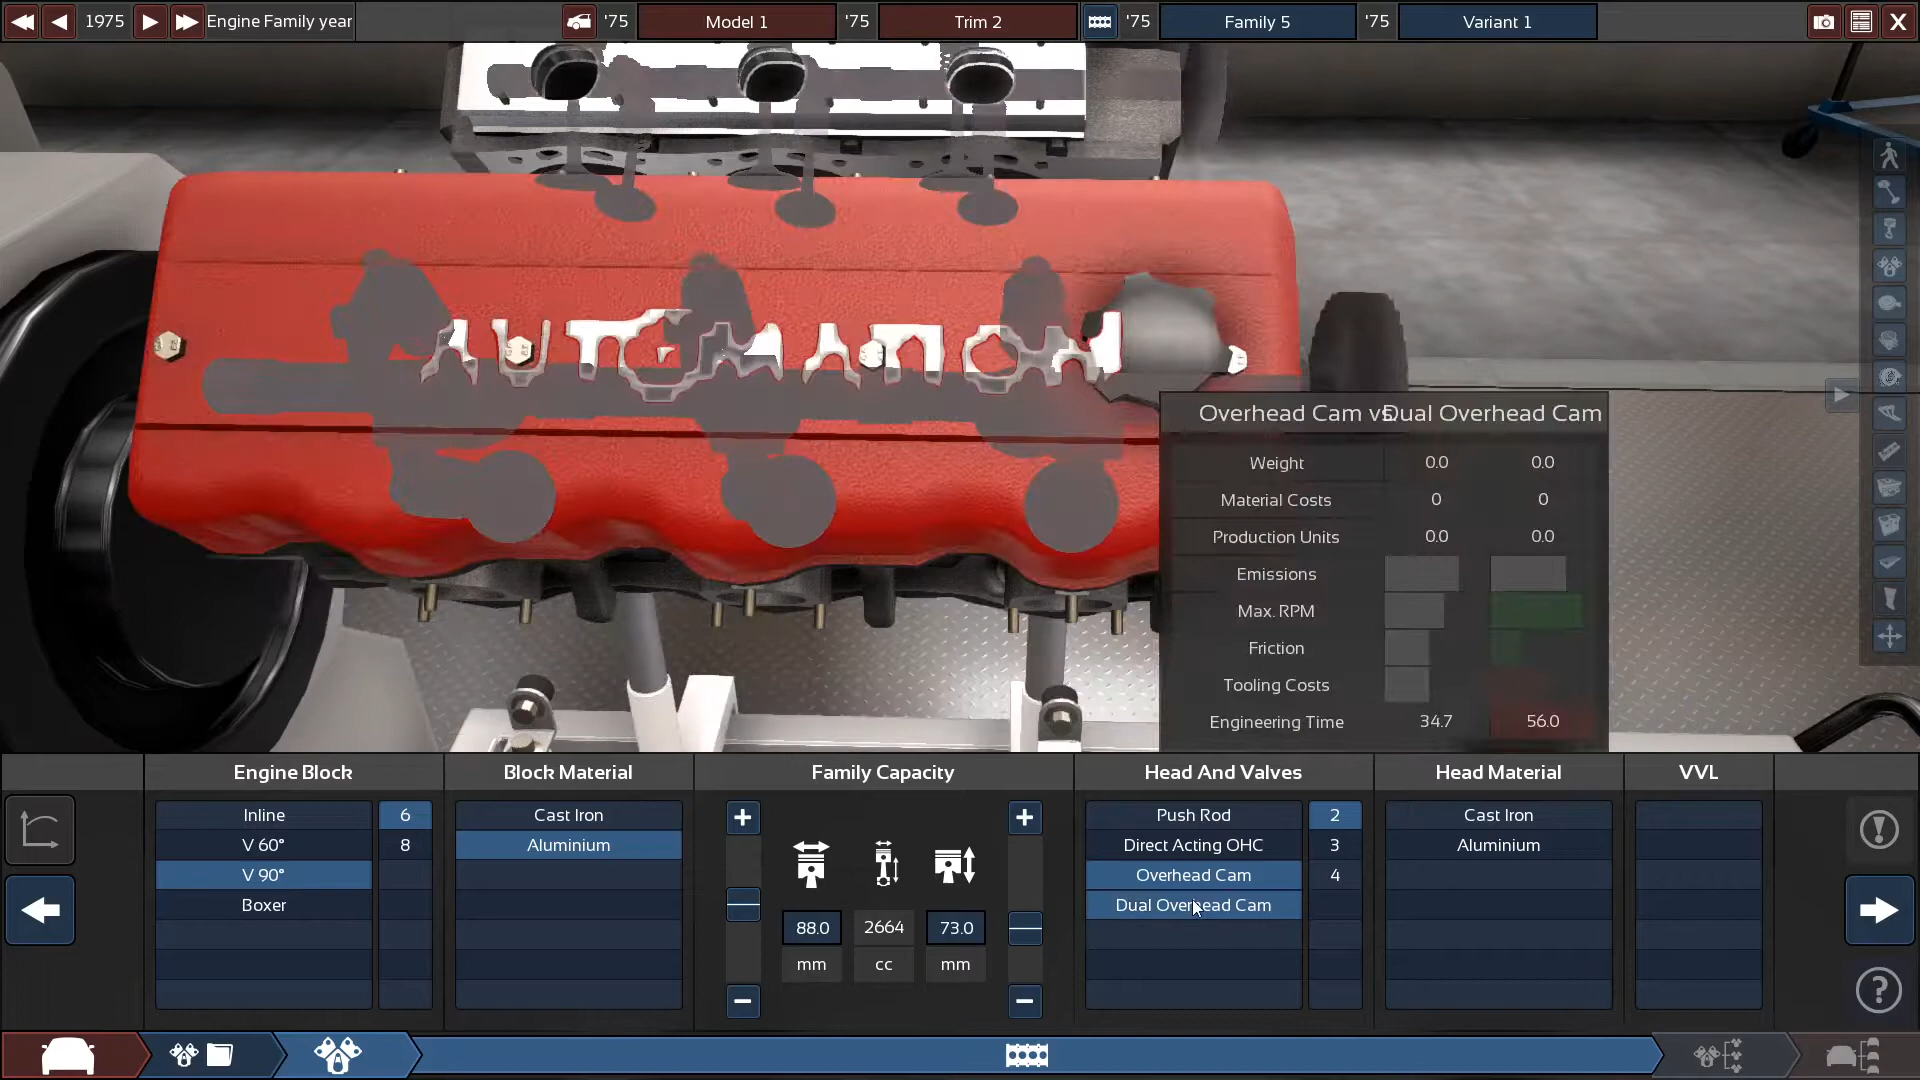 1975 Engine Family year '75 Model 1 '75 Trim 2 '75 Family 5 '75 Variant 1 X
AUTOMATION
Overhead Cam vs. Dual Overhead Cam
Weight 0.0 0.0
Material Costs 0 0
Production Units 0.0 0.0
Emissions
Max. RPM
Friction
Tooling Costs
Engineering Time 34.7 56.0
Engine Block
Inline 6
V 60° 8
V 90°
Boxer
Block Material
Cast Iron
Aluminium
Family Capacity
+ +
88.0 2664 73.0
mm cc mm
− −
Head And Valves
Push Rod 2
Direct Acting OHC 3
Overhead Cam 4
Dual Overhead Cam
Head Material
Cast Iron
Aluminium
VVL
!
?